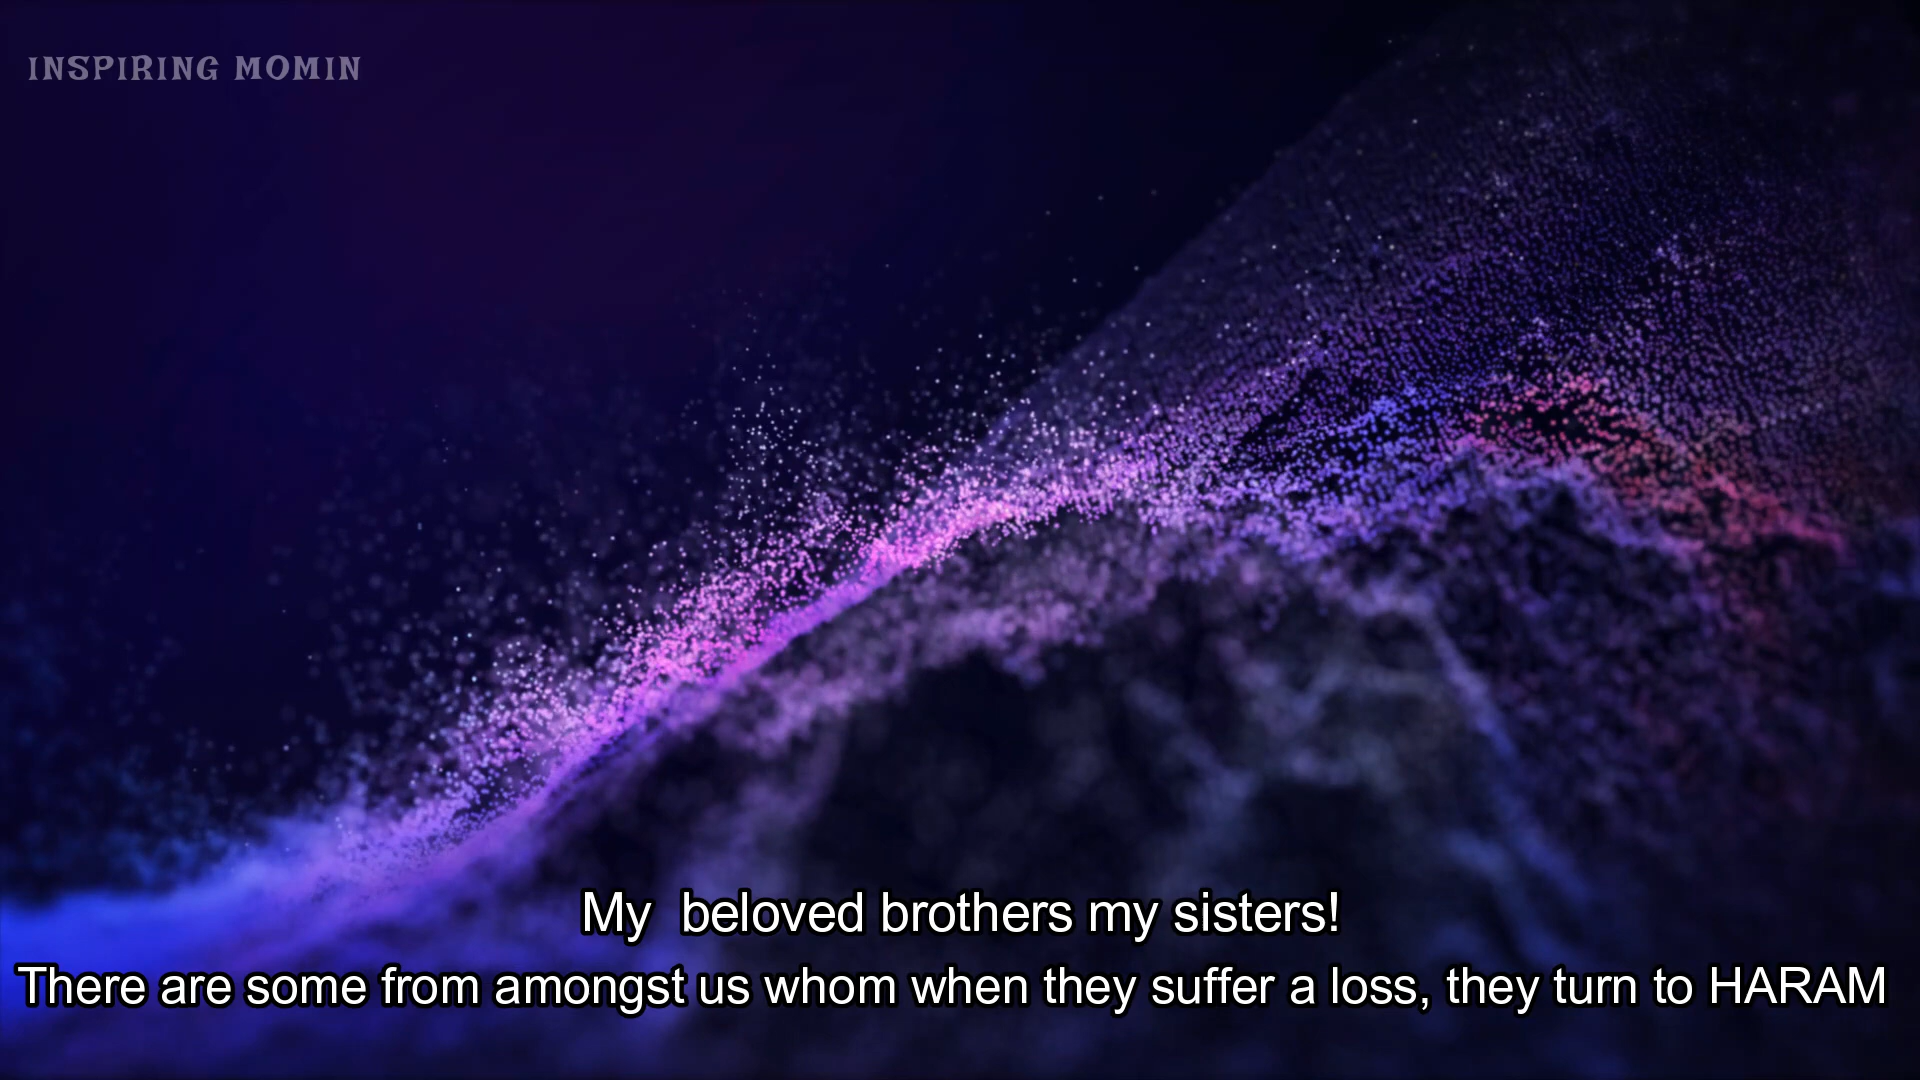 INSPIRING MOMIN
My  beloved brothers my sisters!
There are some from amongst us whom when they suffer a loss, they turn to HARAM